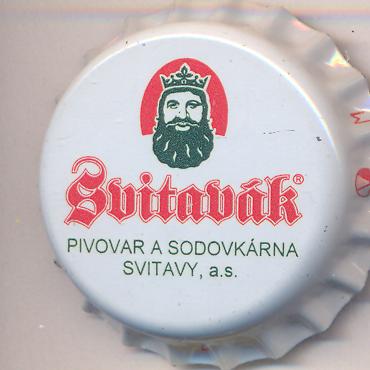 Svitavák®
PIVOVAR A SODOVKÁRNA
SVITAVY, a.s.